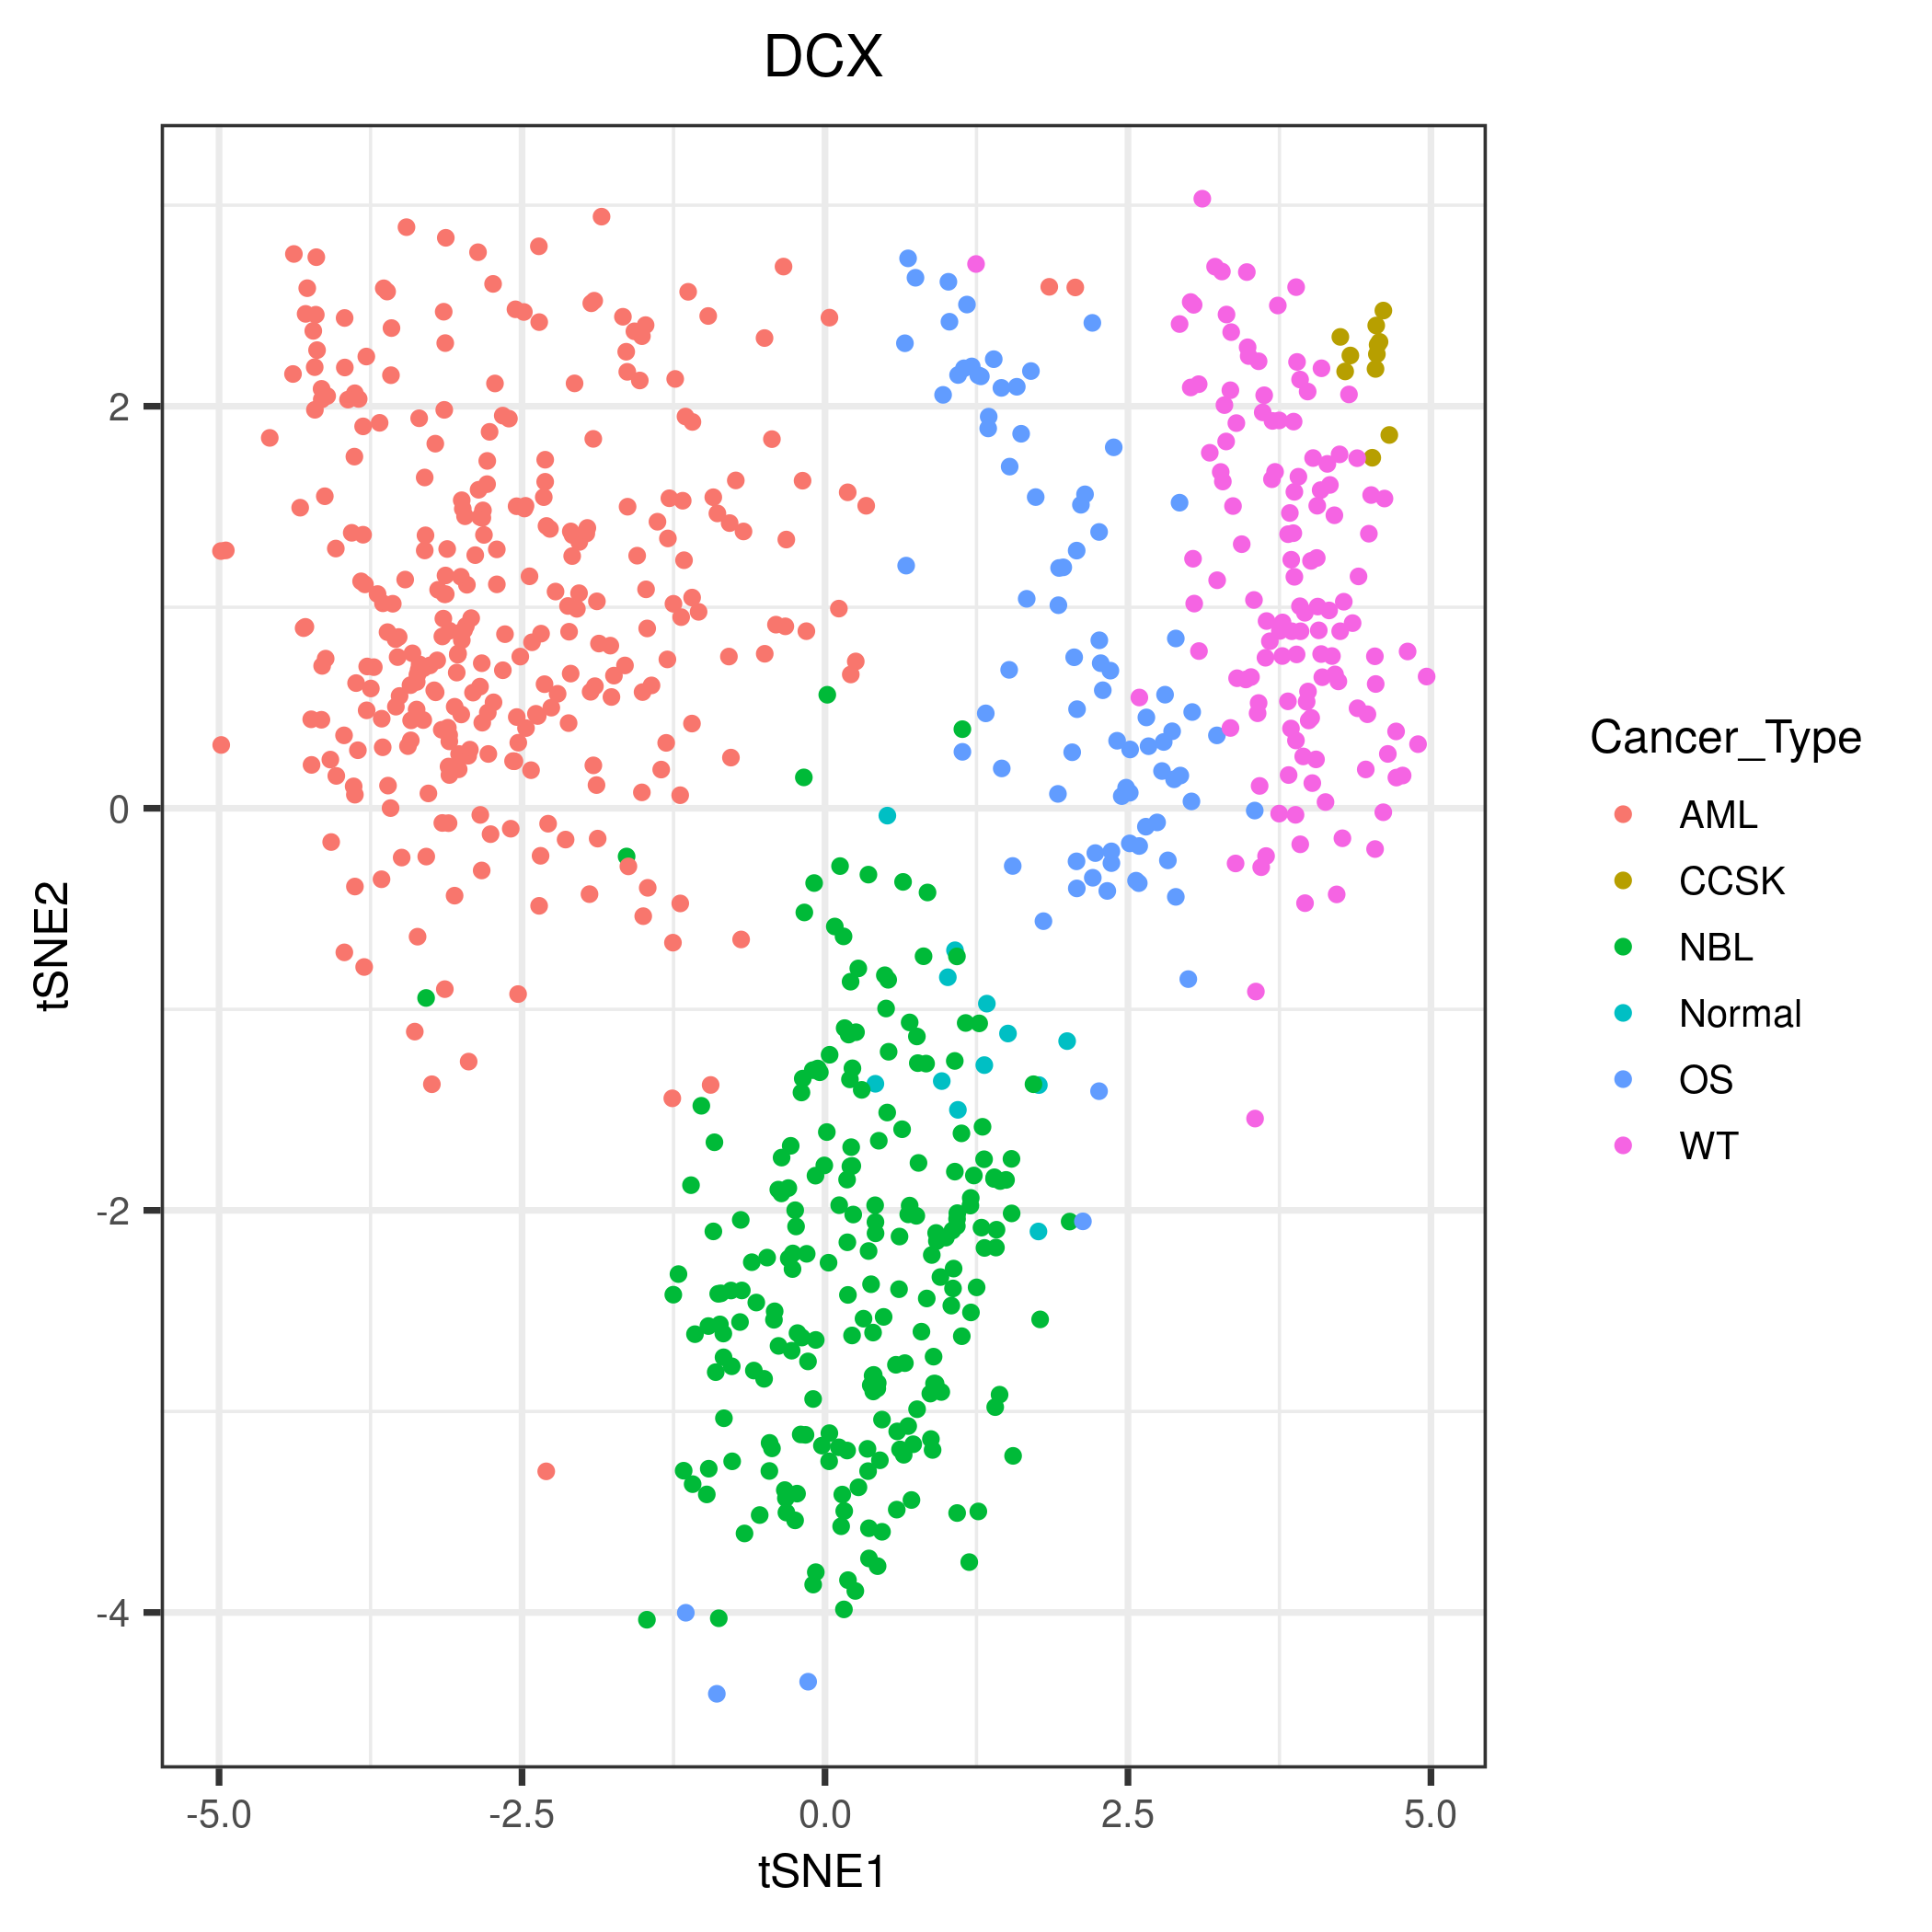 DCX
tSNE2
2
0
-2
-4
-5.0 -2.5 0.0 2.5 5.0
tSNE1
Cancer_Type
AML
CCSK
NBL
Normal
OS
WT